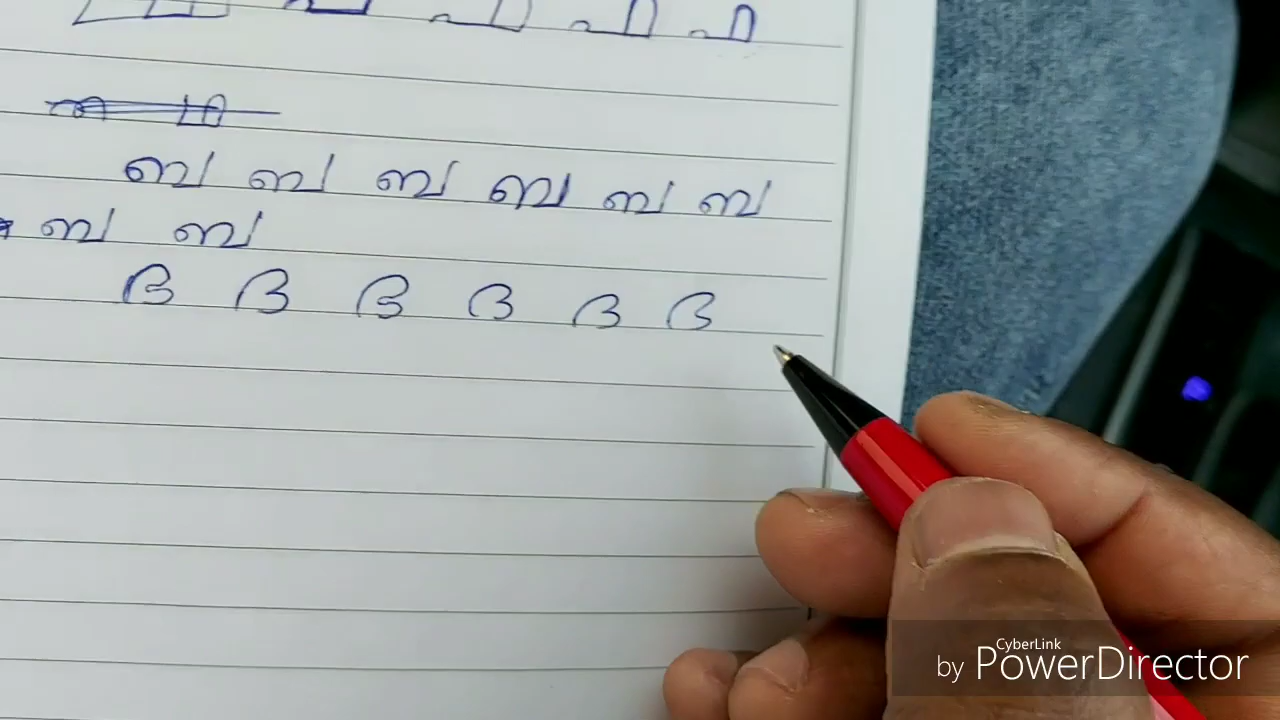 ബ ബ ബ ബ ബ ബ
ബ ബ
ദ ദ ദ ദ ദ ദ
CyberLink
by PowerDirector